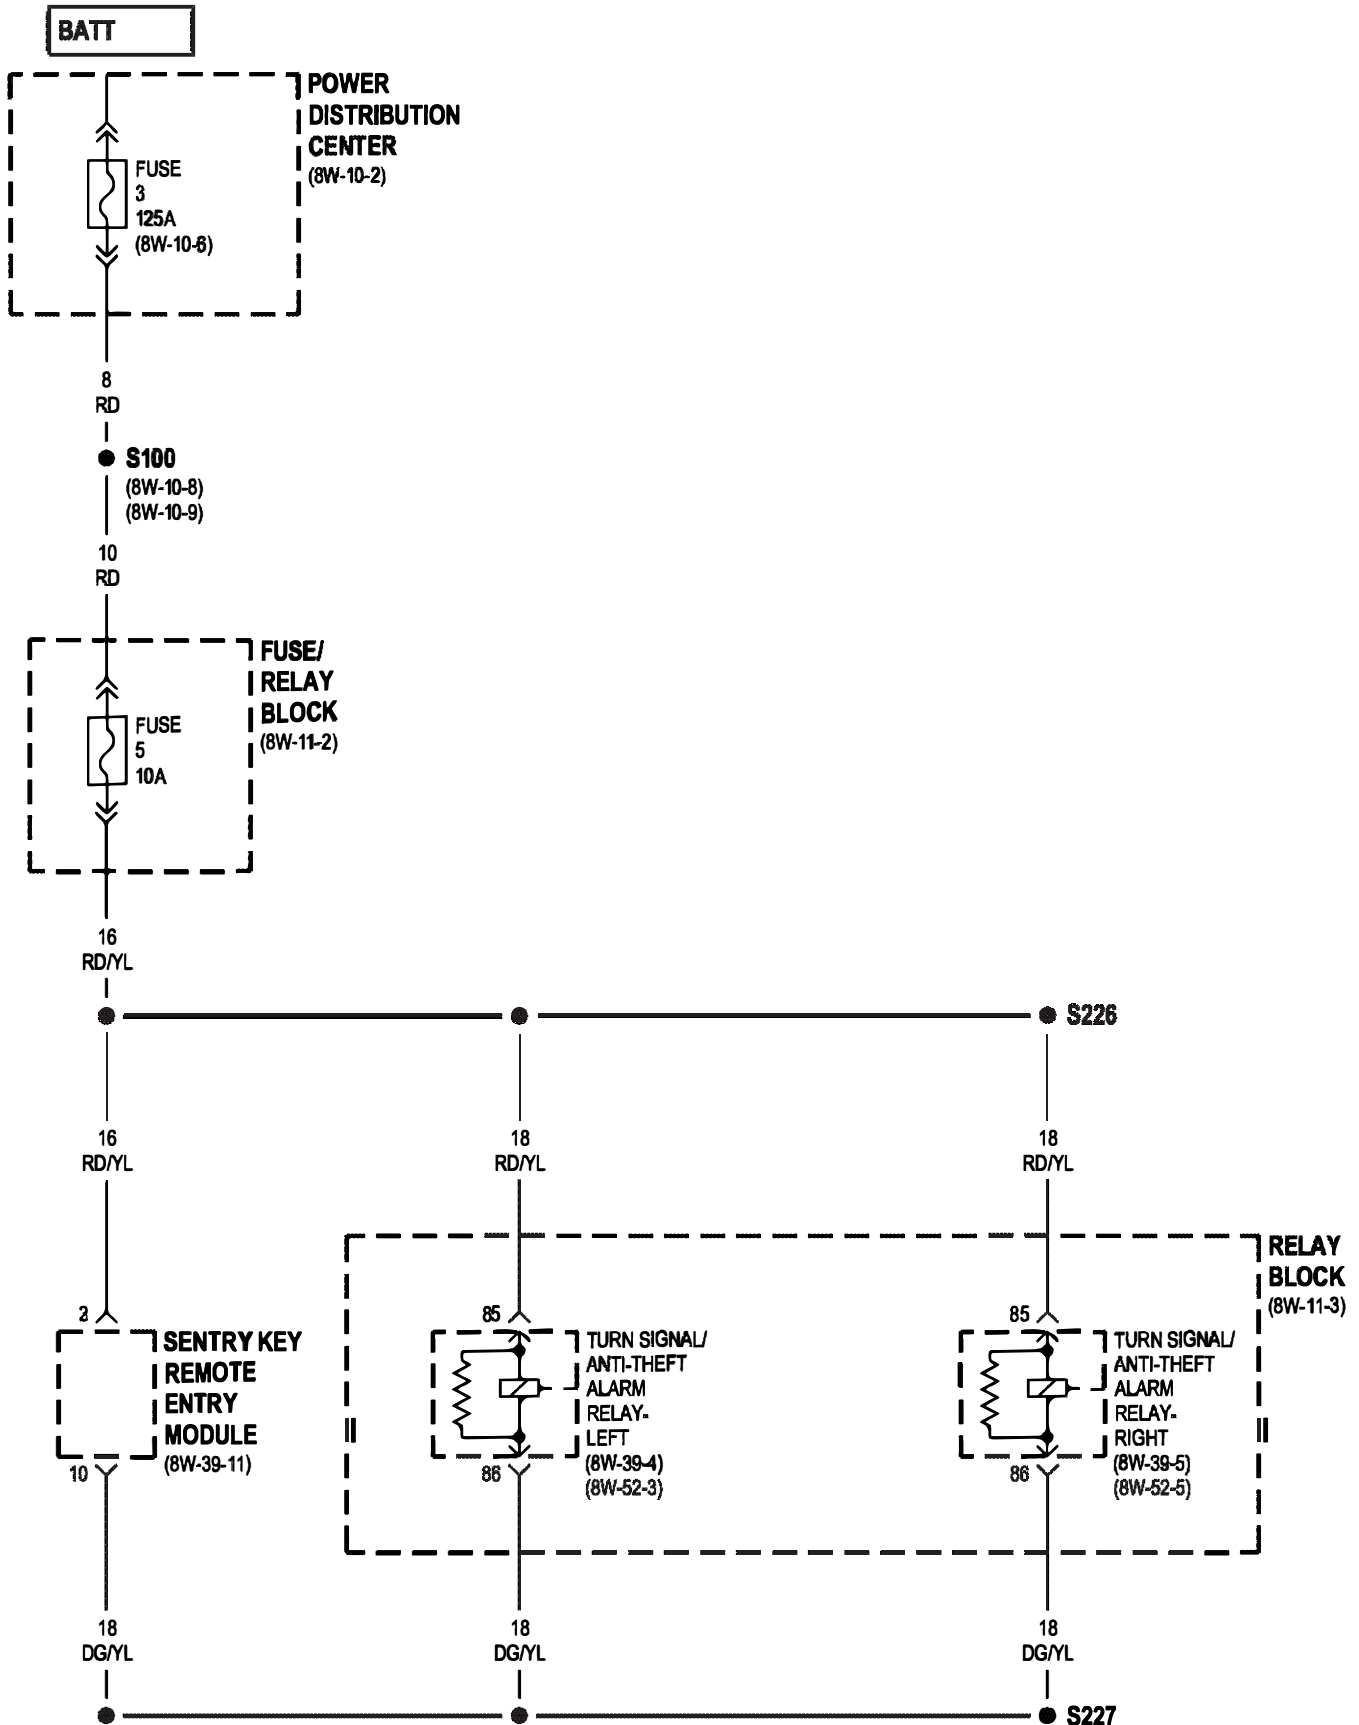 BATT
POWER
DISTRIBUTION
CENTER
(8W-10-2)
FUSE
3
125A
(8W-10-6)
8
RD
S100
(8W-10-8)
(8W-10-9)
10
RD
FUSE/
RELAY
BLOCK
(8W-11-2)
FUSE
5
10A
16
RD/YL
S226
16
RD/YL
18
RD/YL
18
RD/YL
RELAY
BLOCK
(8W-11-3)
SENTRY KEY
REMOTE
ENTRY
MODULE
(8W-39-11)
10
85
TURN SIGNAL/
ANTI-THEFT
ALARM
RELAY-
LEFT
(8W-39-4)
(8W-52-3)
86
85
TURN SIGNAL/
ANTI-THEFT
ALARM
RELAY-
RIGHT
(8W-39-5)
(8W-52-5)
86
18
DG/YL
18
DG/YL
18
DG/YL
S227